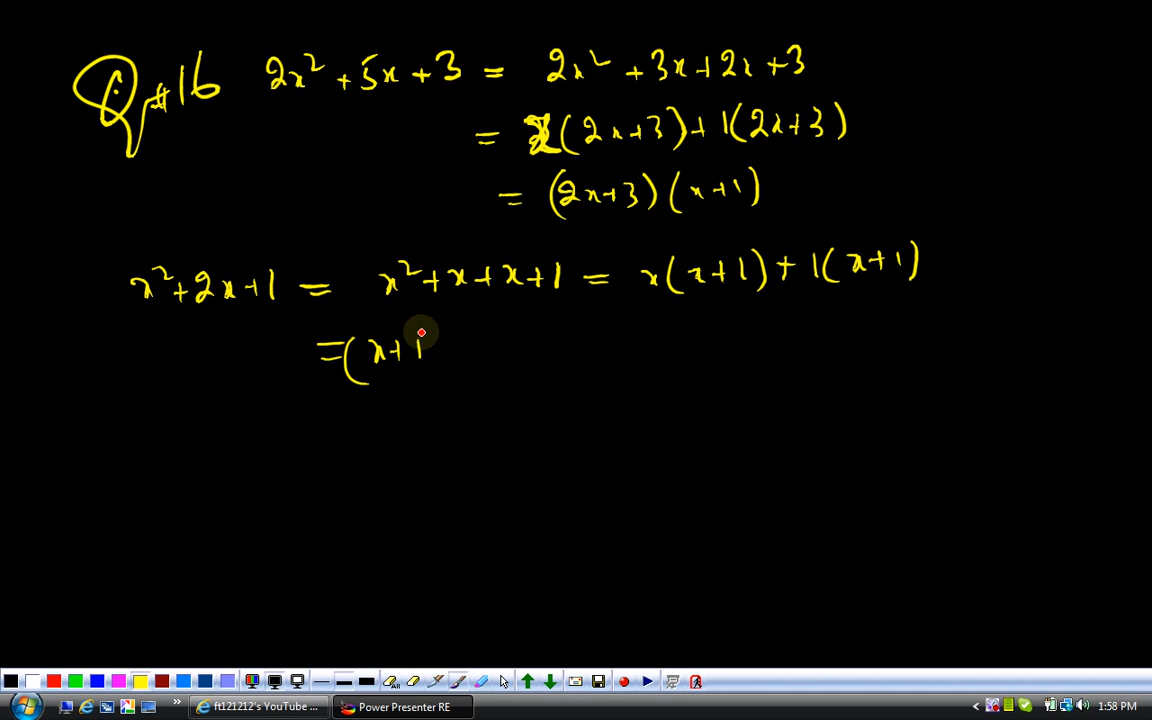 Q#16 2x² + 5x + 3 = 2x² + 3x + 2x + 3
= x(2x+3) + 1(2x+3)
= (2x+3)(x+1)
x² + 2x + 1 = x² + x + x + 1 = x(x+1) + 1(x+1)
= (x+1
ft121212's YouTube ...
Power Presenter RE
1:58 PM